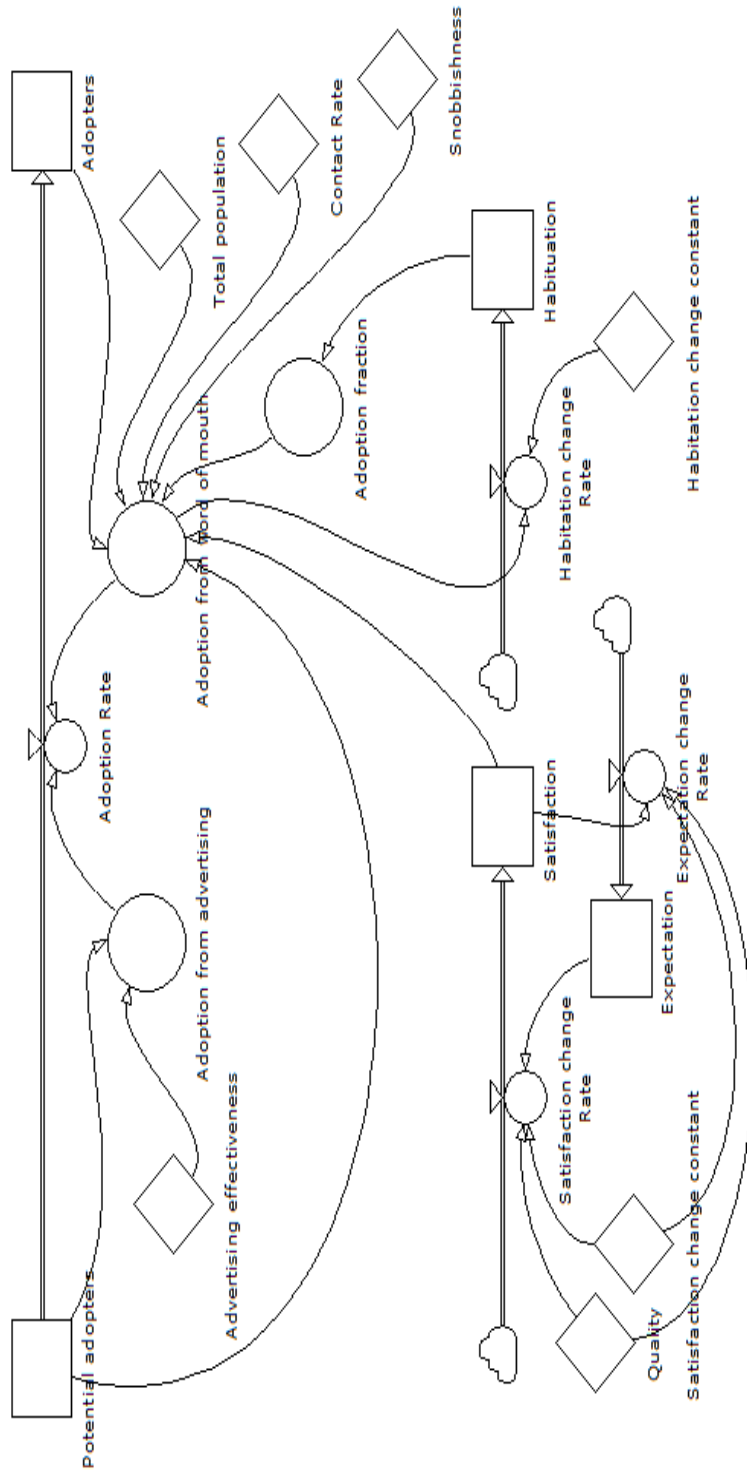 Potential adopters
Adopters
Adoption Rate
Adoption from advertising
Advertising effectiveness
Adoption from word of mouth
Total population
Contact Rate
Snobbishness
Adoption fraction
Habituation
Habitation change
Rate
Habitation change constant
Satisfaction
Satisfaction change
Rate
Expectation
Expectation change
Rate
Quality
Satisfaction change constant